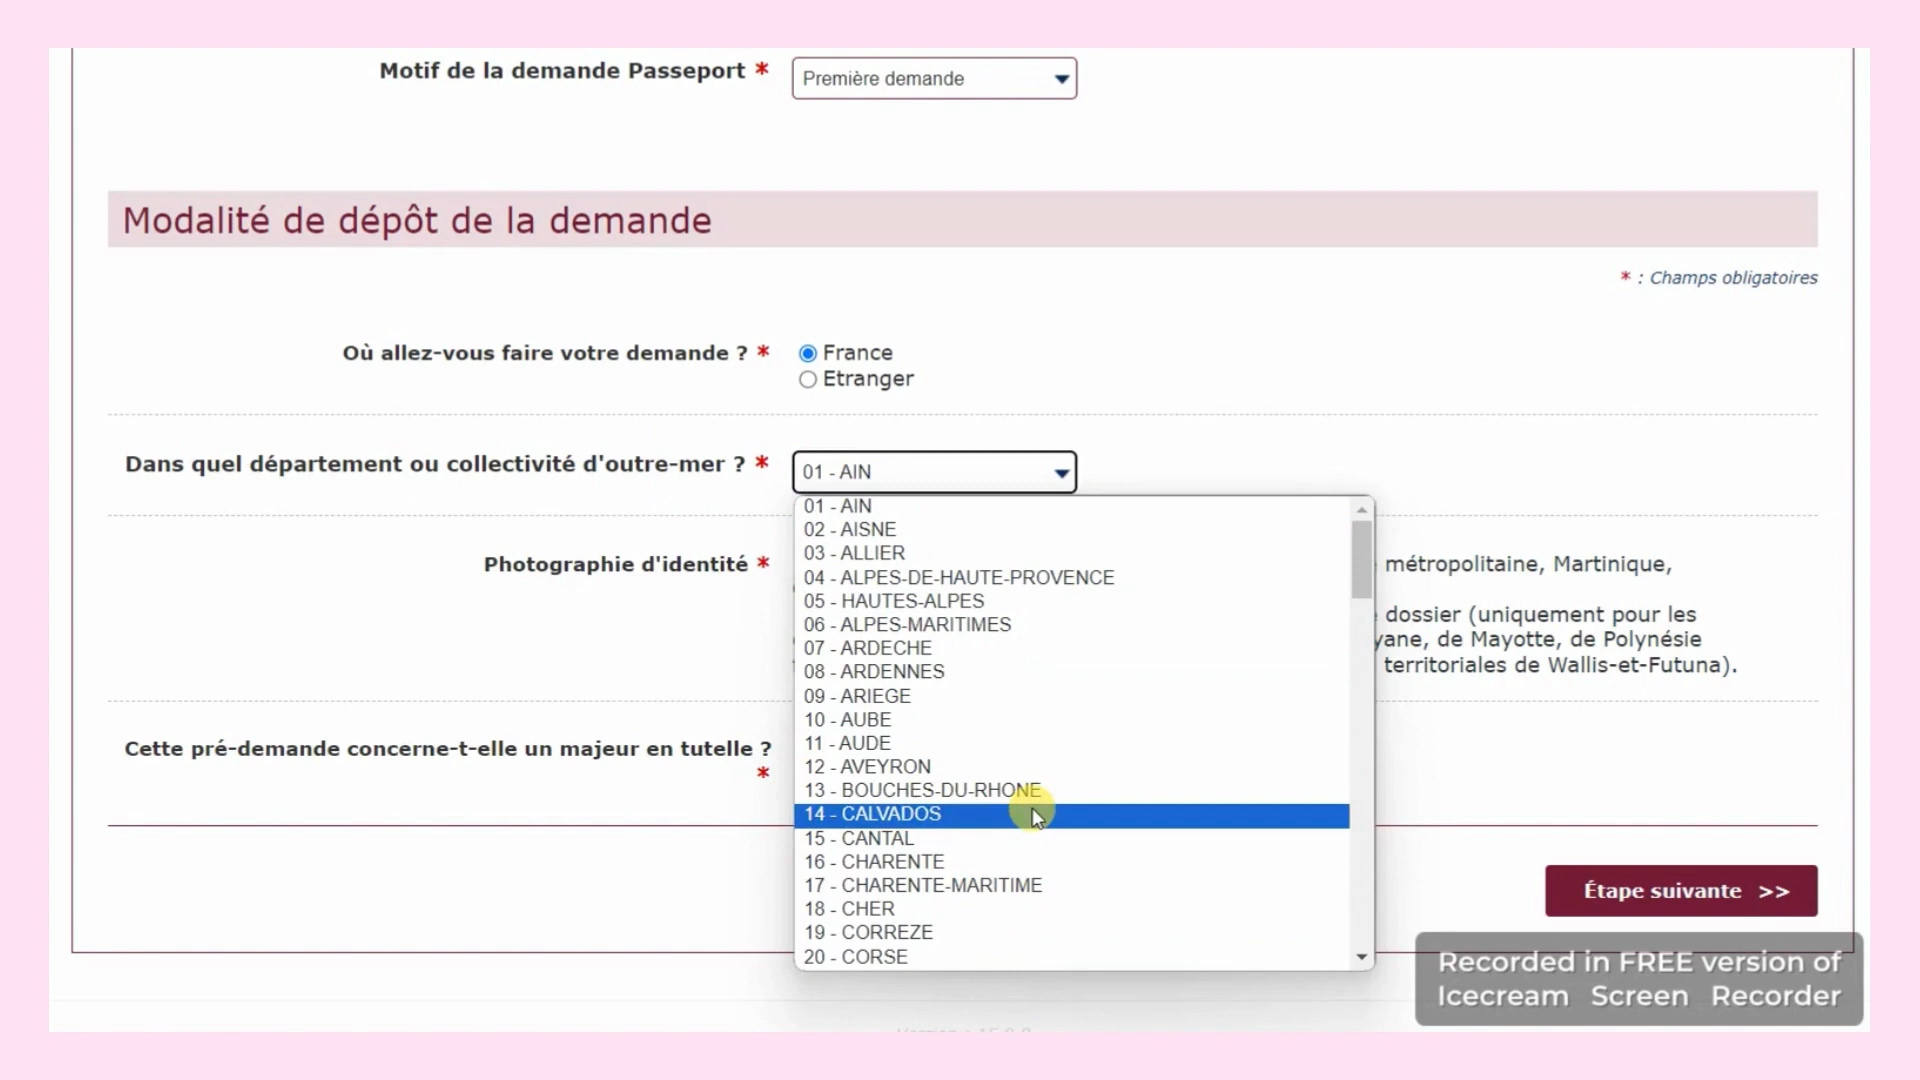 Motif de la demande Passeport *
Première demande
Modalité de dépôt de la demande
* : Champs obligatoires
Où allez-vous faire votre demande ? *
France
Etranger
Dans quel département ou collectivité d'outre-mer ? *
01 - AIN
01 - AIN
02 - AISNE
03 - ALLIER
04 - ALPES-DE-HAUTE-PROVENCE
05 - HAUTES-ALPES
06 - ALPES-MARITIMES
07 - ARDECHE
08 - ARDENNES
09 - ARIEGE
10 - AUBE
11 - AUDE
12 - AVEYRON
13 - BOUCHES-DU-RHONE
14 - CALVADOS
15 - CANTAL
16 - CHARENTE
17 - CHARENTE-MARITIME
18 - CHER
19 - CORREZE
20 - CORSE
Photographie d'identité *
métropolitaine, Martinique,
dossier (uniquement pour les
de Mayotte, de Polynésie
territoriales de Wallis-et-Futuna).
Cette pré-demande concerne-t-elle un majeur en tutelle ?
*
Étape suivante >>
Recorded in FREE version of
Icecream Screen Recorder